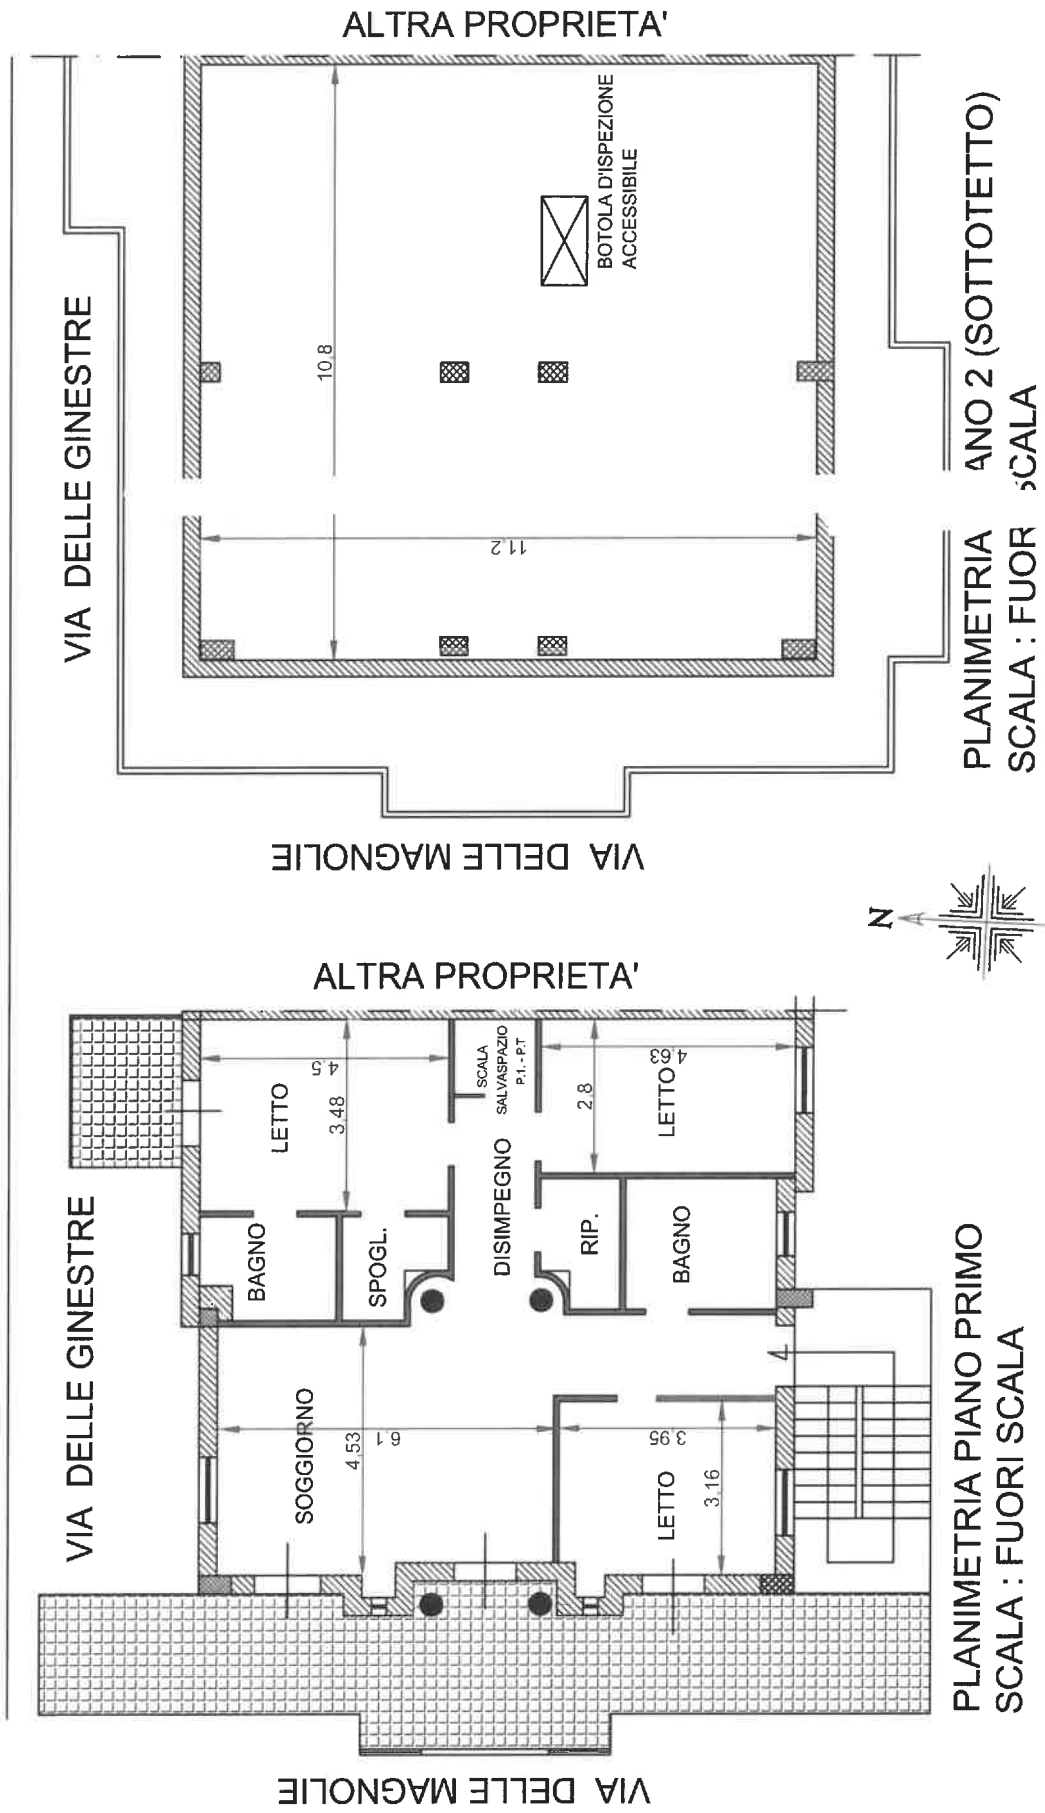 ALTRA PROPRIETA'
VIA DELLE GINESTRE
10,8
11,2
BOTOLA D'ISPEZIONE
ACCESSIBILE
VIA DELLE MAGNOLIE
PLANIMETRIA ANO 2 (SOTTOTETTO)
SCALA : FUOR SCALA
N
ALTRA PROPRIETA'
VIA DELLE GINESTRE
LETTO
4,5
3,48
SCALA
SALVASPAZIO
P.1.- P.T
2,8
4,63
LETTO
BAGNO
SPOGL.
DISIMPEGNO
RIP.
BAGNO
SOGGIORNO
4,53
6,1
3,95
LETTO
3,16
VIA DELLE MAGNOLIE
PLANIMETRIA PIANO PRIMO
SCALA : FUORI SCALA